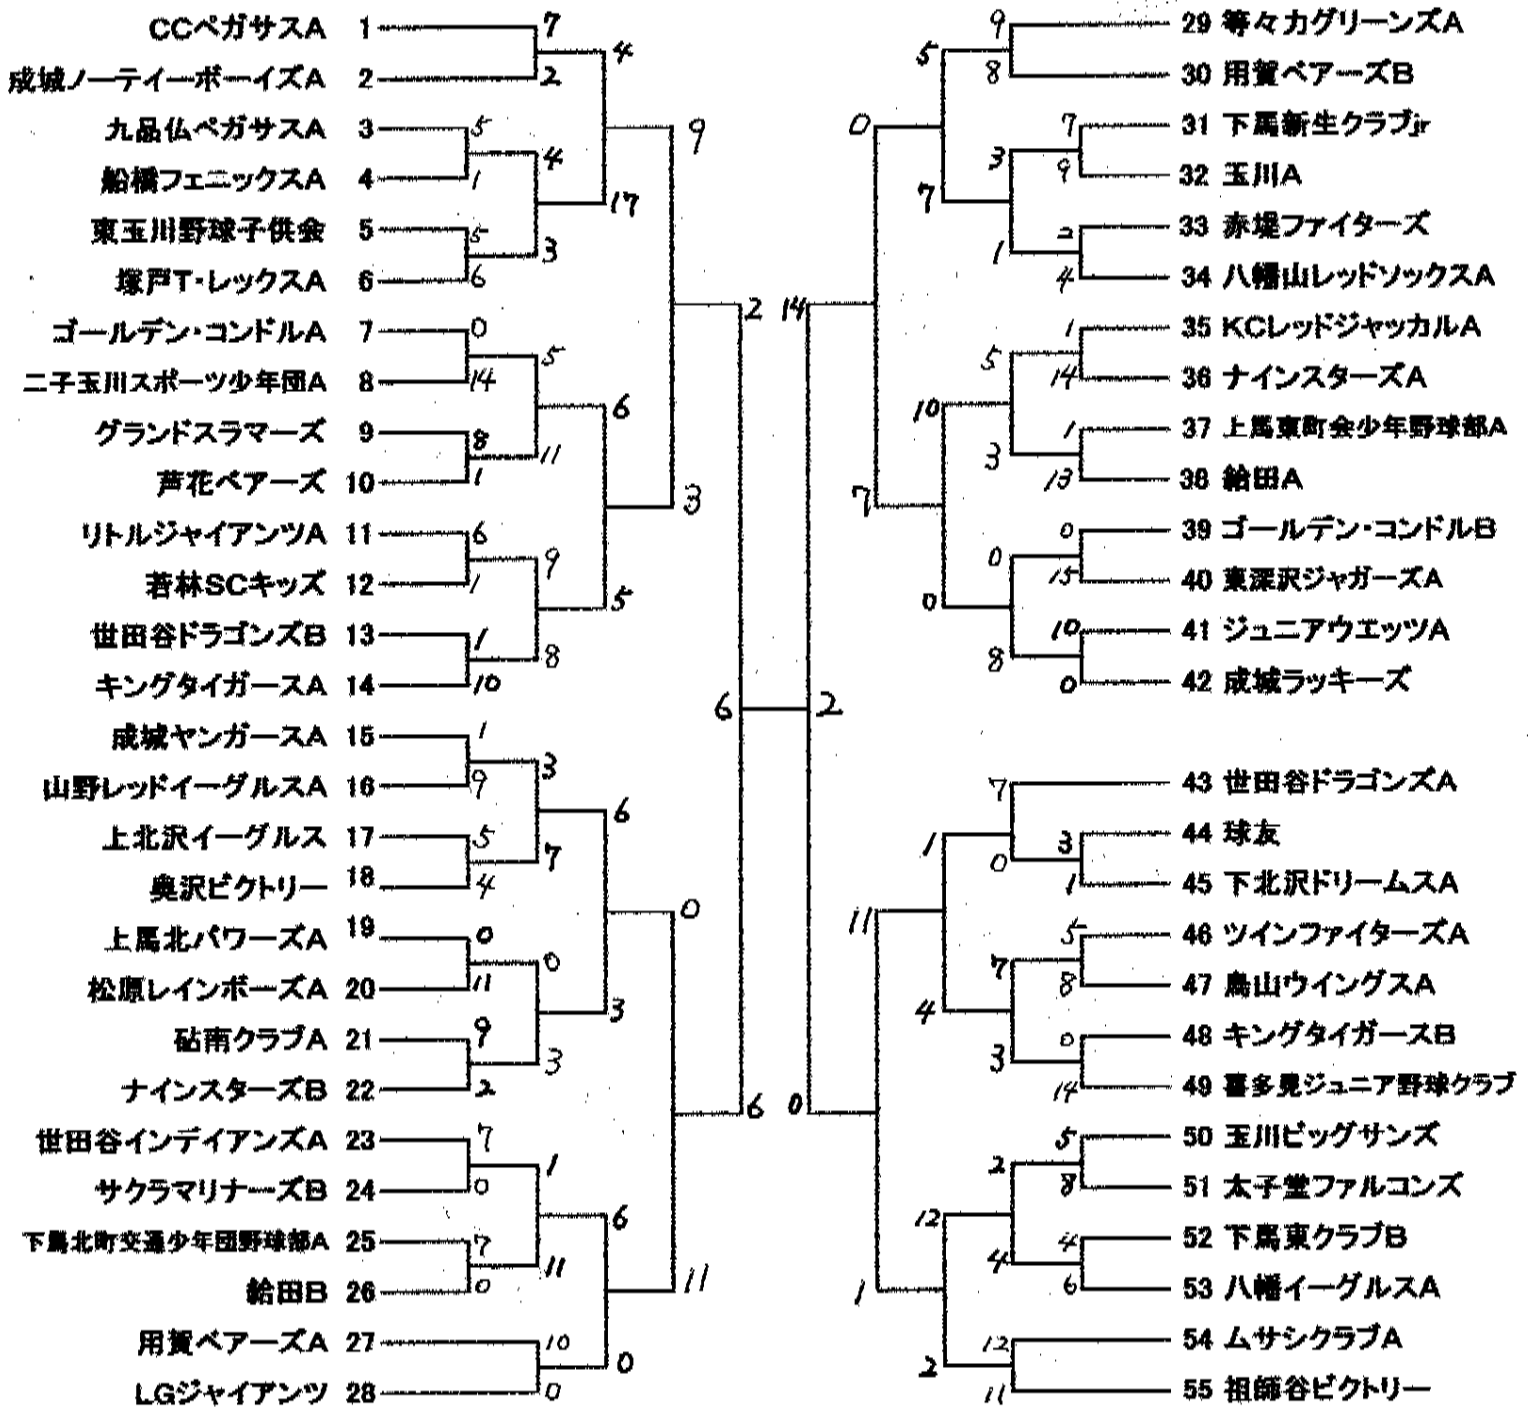 CCペガサスA 1 7
4
成城ノーティーボーイズA 2 2
九品仏ペガサスA 3 5
9
4
船橋フェニックスA 4 1
17
東玉川野球子供会 5 5
3
塚戸T・レックスA 6 6
2
ゴールデン・コンドルA 7 0
5
二子玉川スポーツ少年団A 8 14
6
グランドスラマーズ 9 8
11
芦花ベアーズ 10 1
3
リトルジャイアンツA 11 6
9
若林SCキッズ 12 1
5
世田谷ドラゴンズB 13 1
8
キングタイガースA 14 10
6
成城ヤンガースA 15 1
3
山野レッドイーグルスA 16 9
6
上北沢イーグルス 17 5
7
奥沢ビクトリー 18 4
0
上馬北パワーズA 19 0
0
松原レインボーズA 20 11
3
砧南クラブA 21 9
3
ナインスターズB 22 2
6
世田谷インデイアンズA 23 7
1
サクラマリナーズB 24 0
6
下馬北町交通少年団野球部A 25 7
11
給田B 26 0
11
用賀ベアーズA 27 10
0
LGジャイアンツ 28 0
9 29 等々力グリーンズA
5
8 30 用賀ベアーズB
0
7 31 下馬新生クラブjr
3
9 32 玉川A
7
2 33 赤堤ファイターズ
1
4 34 八幡山レッドソックスA
14
1 35 KCレッドジャッカルA
5
14 36 ナインスターズA
10
1 37 上馬東町会少年野球部A
3
13 38 給田A
7
0 39 ゴールデン・コンドルB
0
15 40 東深沢ジャガーズA
0
10 41 ジュニアウエッツA
8
0 42 成城ラッキーズ
2
7 43 世田谷ドラゴンズA
1
3 44 球友
0
1 45 下北沢ドリームスA
11
5 46 ツインファイターズA
7
8 47 烏山ウイングスA
4
0 48 キングタイガースB
3
14 49 喜多見ジュニア野球クラブ
0
5 50 玉川ビッグサンズ
2
8 51 太子堂ファルコンズ
12
4 52 下馬東クラブB
4
6 53 八幡イーグルスA
1
12 54 ムサシクラブA
2
11 55 祖師谷ビクトリー